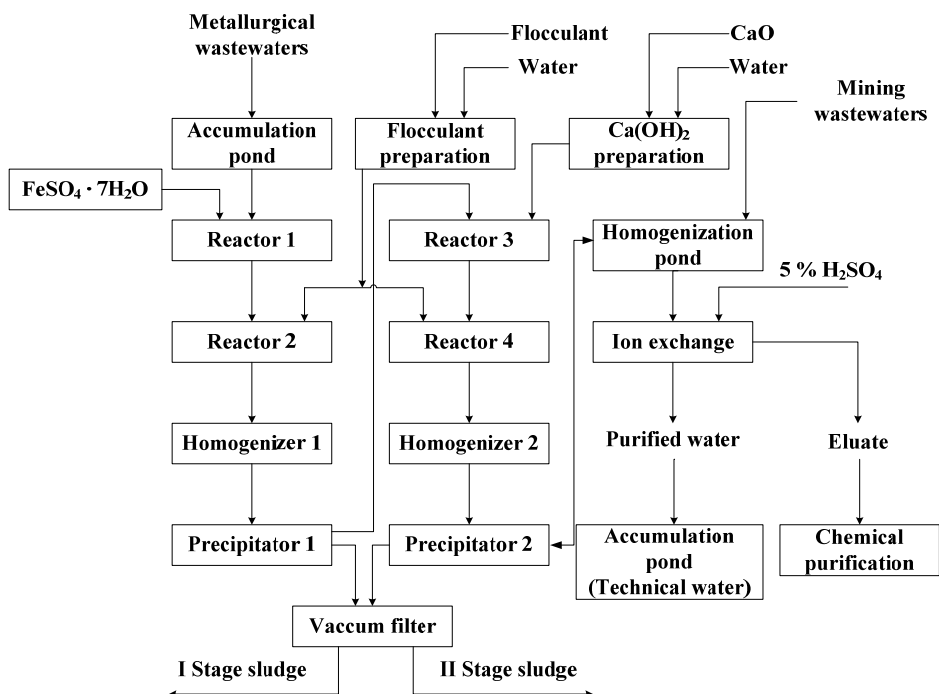 Metallurgical
wastewaters
Flocculant
Water
CaO
Water
Mining
wastewaters
Accumulation
pond
Flocculant
preparation
Ca(OH)₂
preparation
FeSO₄ · 7H₂O
Reactor 1
Reactor 3
Homogenization
pond
5 % H₂SO₄
Reactor 2
Reactor 4
Ion exchange
Homogenizer 1
Homogenizer 2
Purified water
Eluate
Precipitator 1
Precipitator 2
Accumulation
pond
(Technical water)
Chemical
purification
Vaccum filter
I Stage sludge
II Stage sludge